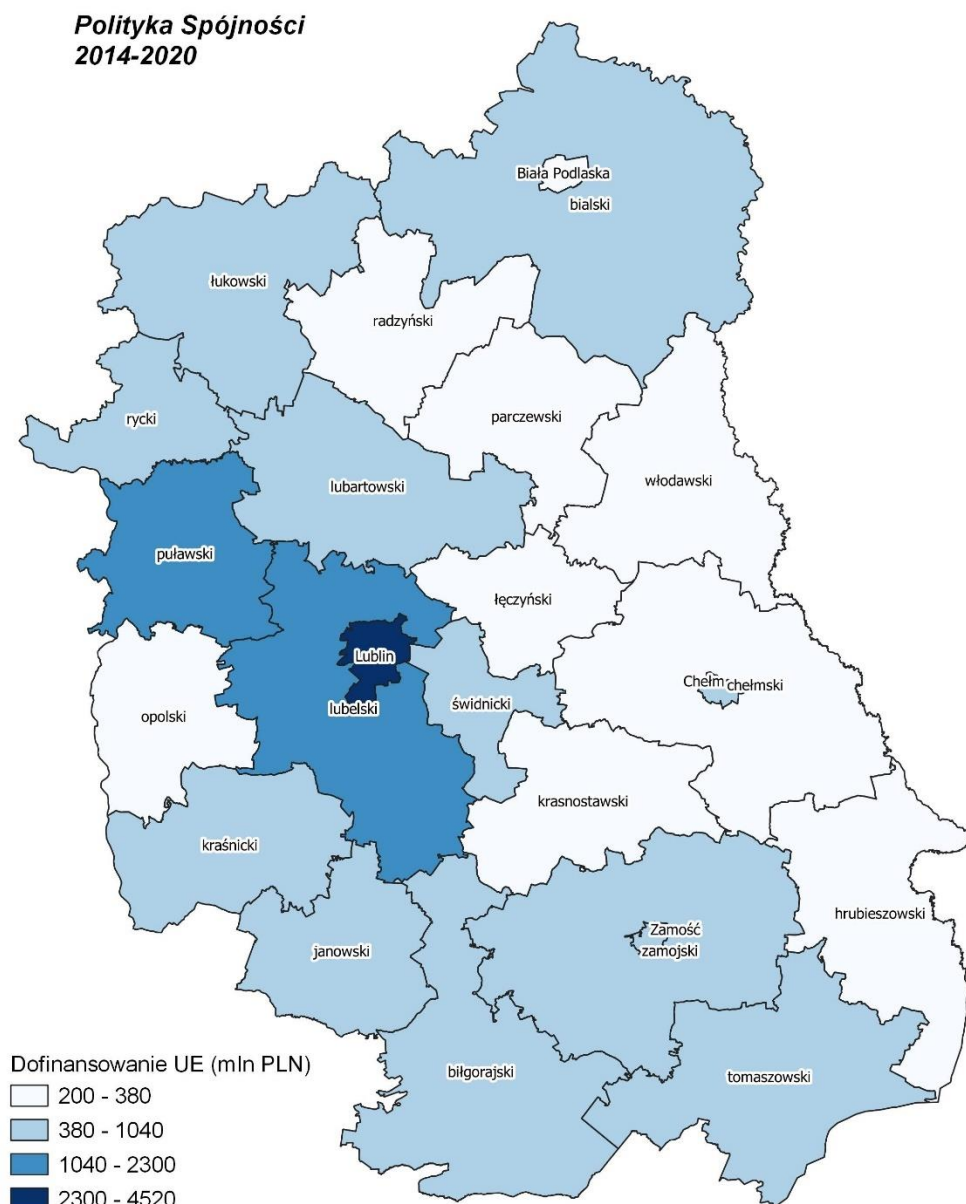 Polityka Spójności
2014-2020
Biała Podlaska
bialski
łukowski
radzyński
rycki
parczewski
lubartowski
włodawski
puławski
łęczyński
Lublin
Chełm chełmski
lubelski
świdnicki
opolski
krasnostawski
kraśnicki
hrubieszowski
Zamość
zamojski
janowski
biłgorajski
tomaszowski
Dofinansowanie UE (mln PLN)
200 - 380
380 - 1040
1040 - 2300
2300 - 4520